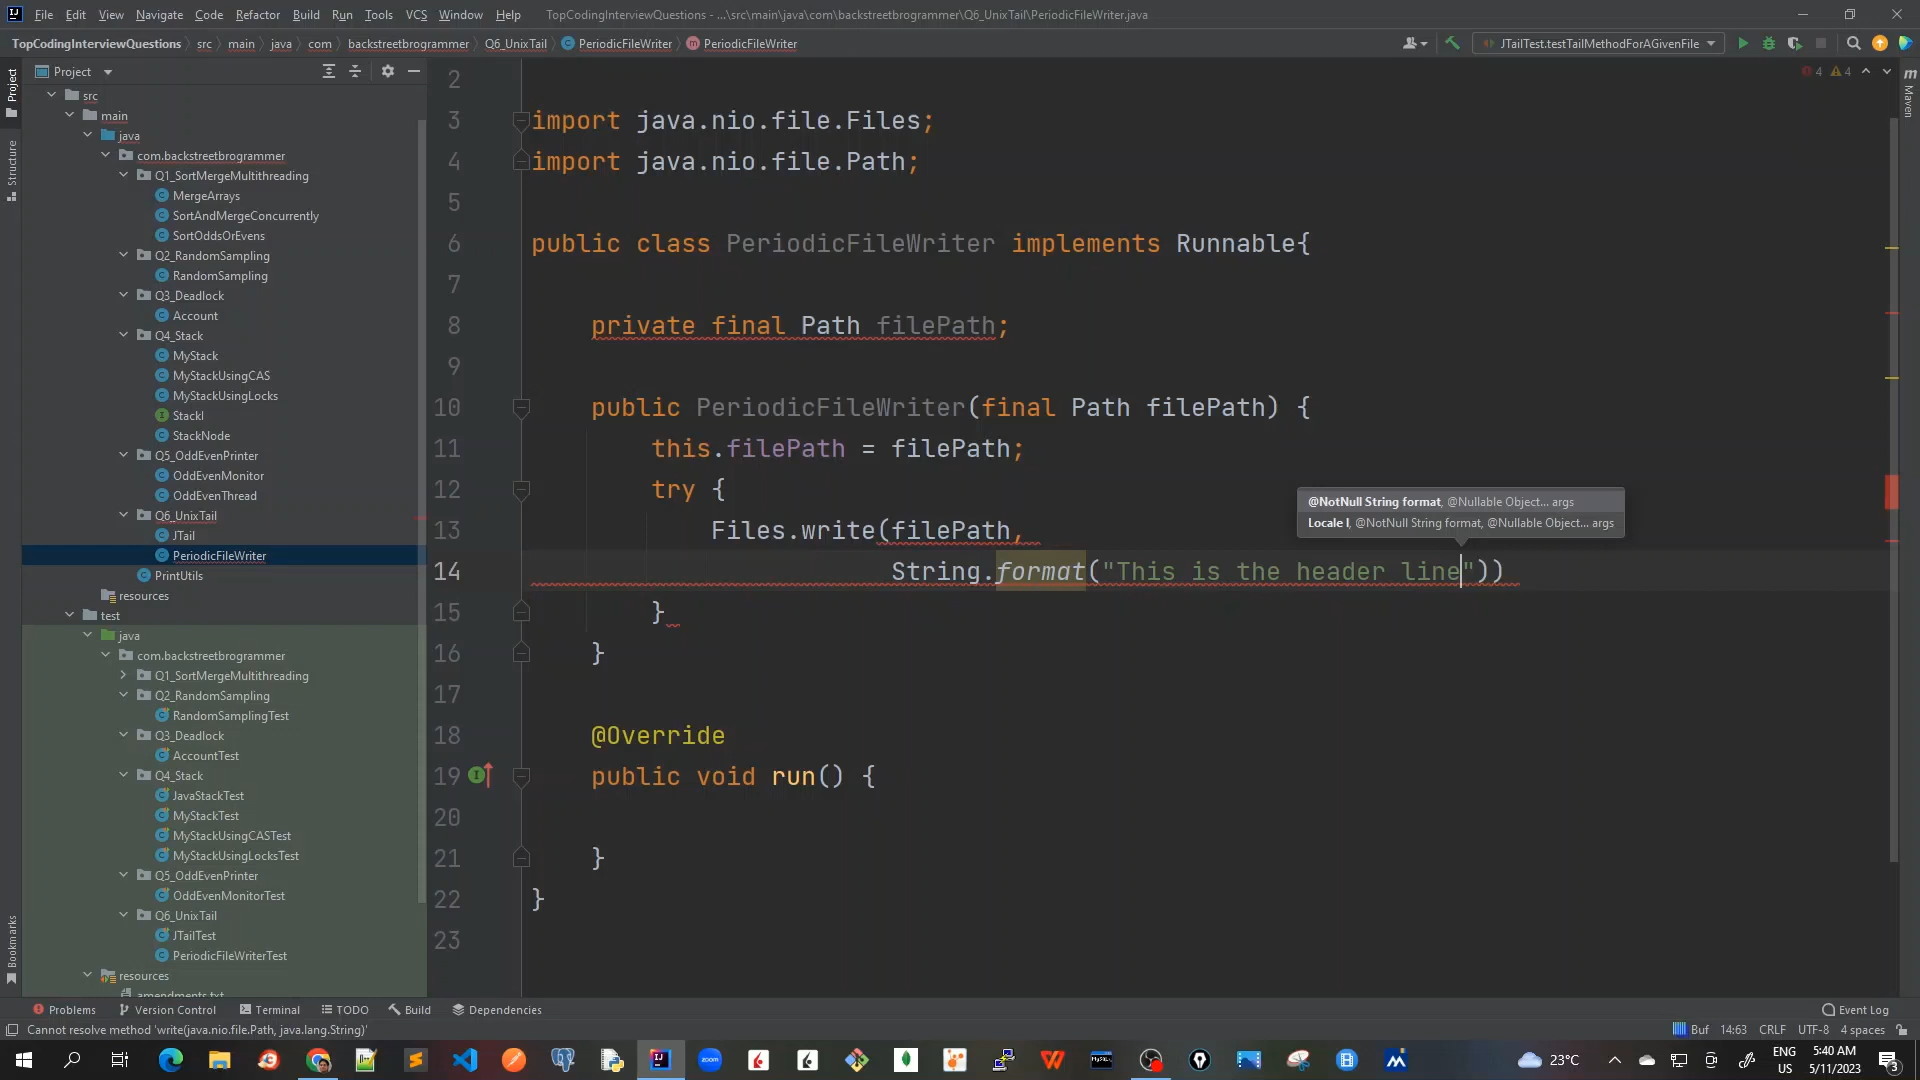 File Edit View Navigate Code Refactor Build Run Tools VCS Window Help TopCodingInterviewQuestions - ...\src\main\java\com\backstreetbrogrammer\Q6_UnixTail\PeriodicFileWriter.java
TopCodingInterviewQuestions src main java com backstreetbrogrammer Q6_UnixTail PeriodicFileWriter PeriodicFileWriter JTailTest.testTailMethodForAGivenFile
Project
4 4
Project
Structure
Bookmarks
Maven
src
main
java
com.backstreetbrogrammer
Q1_SortMergeMultithreading
MergeArrays
SortAndMergeConcurrently
SortOddsOrEvens
Q2_RandomSampling
RandomSampling
Q3_Deadlock
Account
Q4_Stack
MyStack
MyStackUsingCAS
MyStackUsingLocks
StackI
StackNode
Q5_OddEvenPrinter
OddEvenMonitor
OddEvenThread
Q6_UnixTail
JTail
PeriodicFileWriter
PrintUtils
resources
test
java
com.backstreetbrogrammer
Q1_SortMergeMultithreading
Q2_RandomSampling
RandomSamplingTest
Q3_Deadlock
AccountTest
Q4_Stack
JavaStackTest
MyStackTest
MyStackUsingCASTest
MyStackUsingLocksTest
Q5_OddEvenPrinter
OddEvenMonitorTest
Q6_UnixTail
JTailTest
PeriodicFileWriterTest
resources
amendments.txt
2
3 import java.nio.file.Files;
4 import java.nio.file.Path;
5
6 public class PeriodicFileWriter implements Runnable{
7
8 private final Path filePath;
9
10 public PeriodicFileWriter(final Path filePath) {
11 this.filePath = filePath;
12 try {
@NotNull String format, @Nullable Object... args
Locale l, @NotNull String format, @Nullable Object... args
13 Files.write(filePath,
14 String.format("This is the header line"))
15 }
16 }
17
18 @Override
19 public void run() {
20
21 }
22 }
23
Problems Version Control Terminal TODO Build Dependencies Event Log
Cannot resolve method 'write(java.nio.file.Path, java.lang.String)' Buf 14:63 CRLF UTF-8 4 spaces
23°C ENG 5:40 AM
US 5/11/2023 3